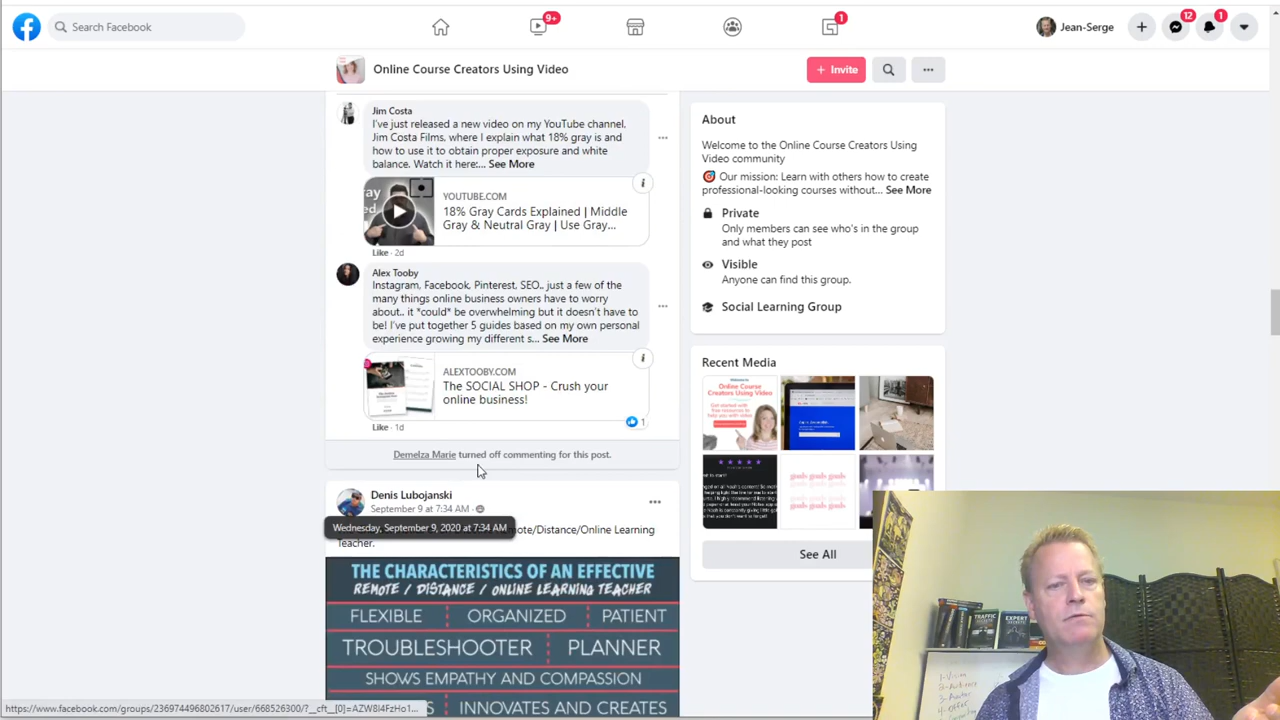 Search Facebook
9+
1
Jean-Serge
12
1
Online Course Creators Using Video
+ Invite
Jim Costa
I've just released a new video on my YouTube channel,
Jim Costa Films, where I explain what 18% gray is and
how to use it to obtain proper exposure and white
balance. Watch it here:... See More
YOUTUBE.COM
18% Gray Cards Explained | Middle
Gray & Neutral Gray | Use Gray...
Like · 2d
Alex Tooby
Instagram, Facebook, Pinterest, SEO.. just a few of the
many things online business owners have to worry
about.. it *could* be overwhelming but it doesn't have to
be! I've put together 5 guides based on my own personal
experience growing my different s... See More
ALEXTOOBY.COM
The SOCIAL SHOP - Crush your
online business!
1
Like · 1d
Demelza Marie turned off commenting for this post.
Denis Lubojanski
September 9 at 7:34 AM ·
Wednesday, September 9, 2020 at 7:34 AM
mote/Distance/Online Learning
Teacher.
THE CHARACTERISTICS OF AN EFFECTIVE
REMOTE / DISTANCE / ONLINE LEARNING TEACHER
FLEXIBLE ORGANIZED PATIENT
TROUBLESHOOTER PLANNER
SHOWS EMPATHY AND COMPASSION
INNOVATES AND CREATES
https://www.facebook.com/groups/236974496802617/user/668526300/?__cft__[0]=AZW8l4FzHo1...
About
Welcome to the Online Course Creators Using
Video community
Our mission: Learn with others how to create
professional-looking courses without... See More
Private
Only members can see who's in the group
and what they post
Visible
Anyone can find this group.
Social Learning Group
Recent Media
Online Course
Creators Using Video
See All
TRAFFIC
SECRETS
EXPERT
SECRETS